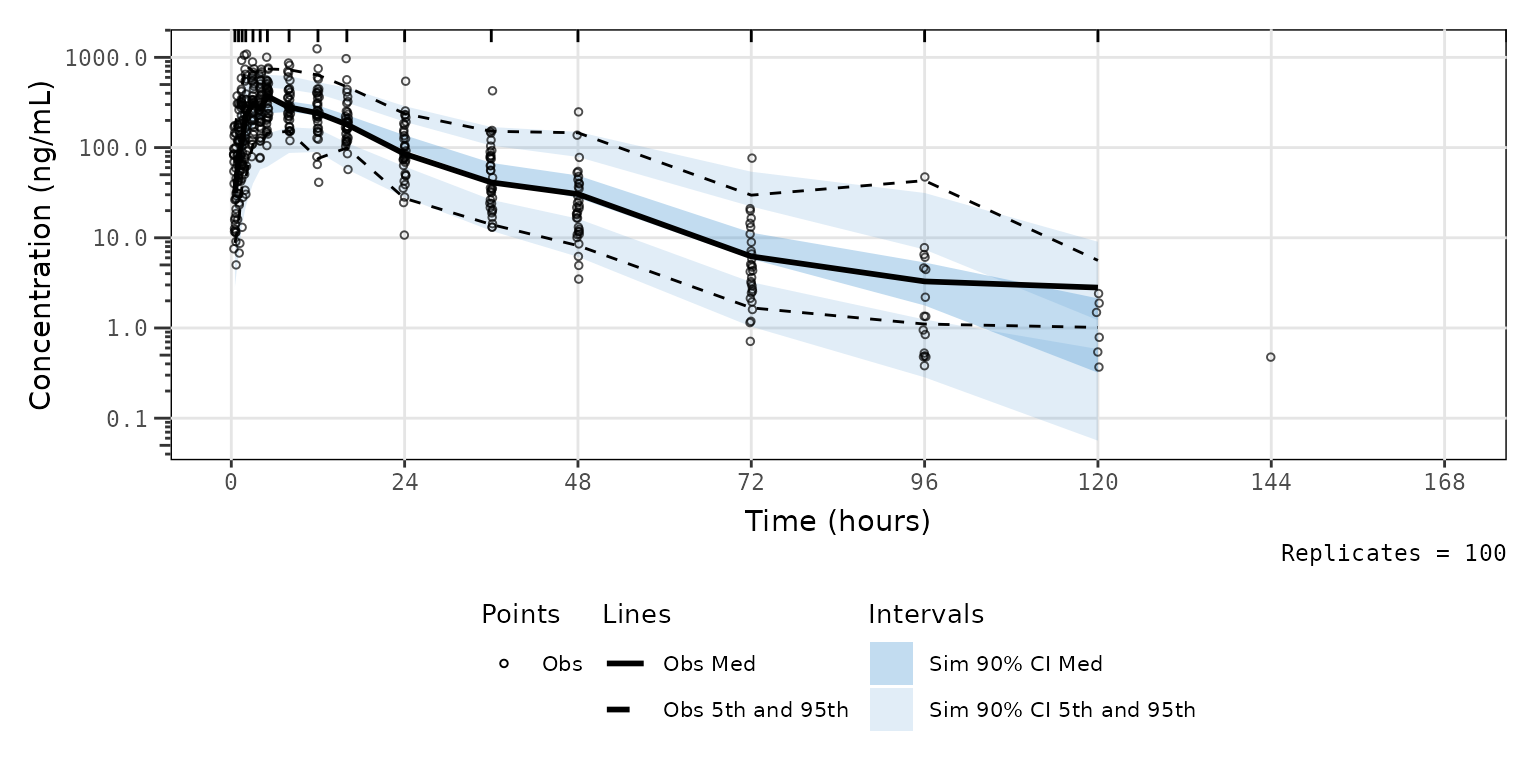 Concentration (ng/mL)
1000.0
100.0
10.0
1.0
0.1
0 24 48 72 96 120 144 168
Time (hours)
Replicates = 100
Points Lines Intervals
Obs Obs Med Sim 90% CI Med
Obs 5th and 95th Sim 90% CI 5th and 95th